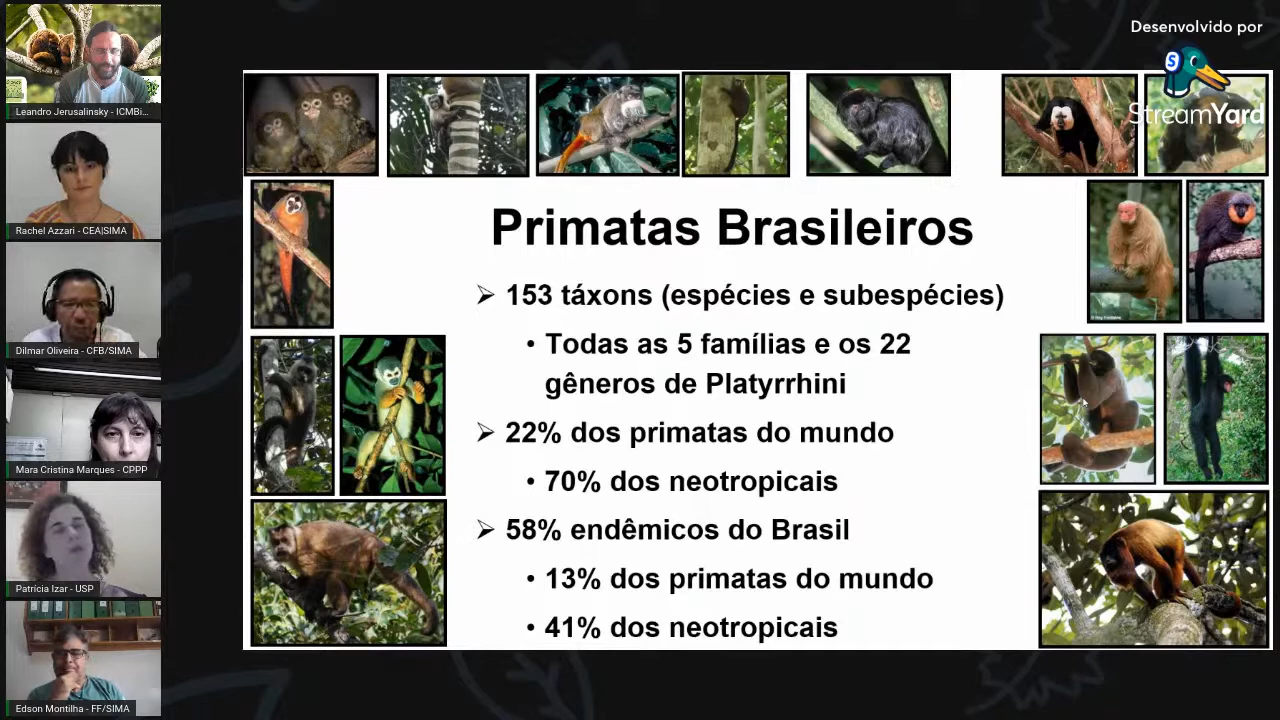 Desenvolvido por
StreamYard
Leandro Jerusalinsky - ICMBi...
Rachel Azzari - CEA|SIMA
Dilmar Oliveira - CFB/SIMA
Mara Cristina Marques - CPPP
Patrícia Izar - USP
Edson Montilha - FF/SIMA
Primatas Brasileiros
➢ 153 táxons (espécies e subespécies)
• Todas as 5 famílias e os 22
gêneros de Platyrrhini
➢ 22% dos primatas do mundo
• 70% dos neotropicais
➢ 58% endêmicos do Brasil
• 13% dos primatas do mundo
• 41% dos neotropicais